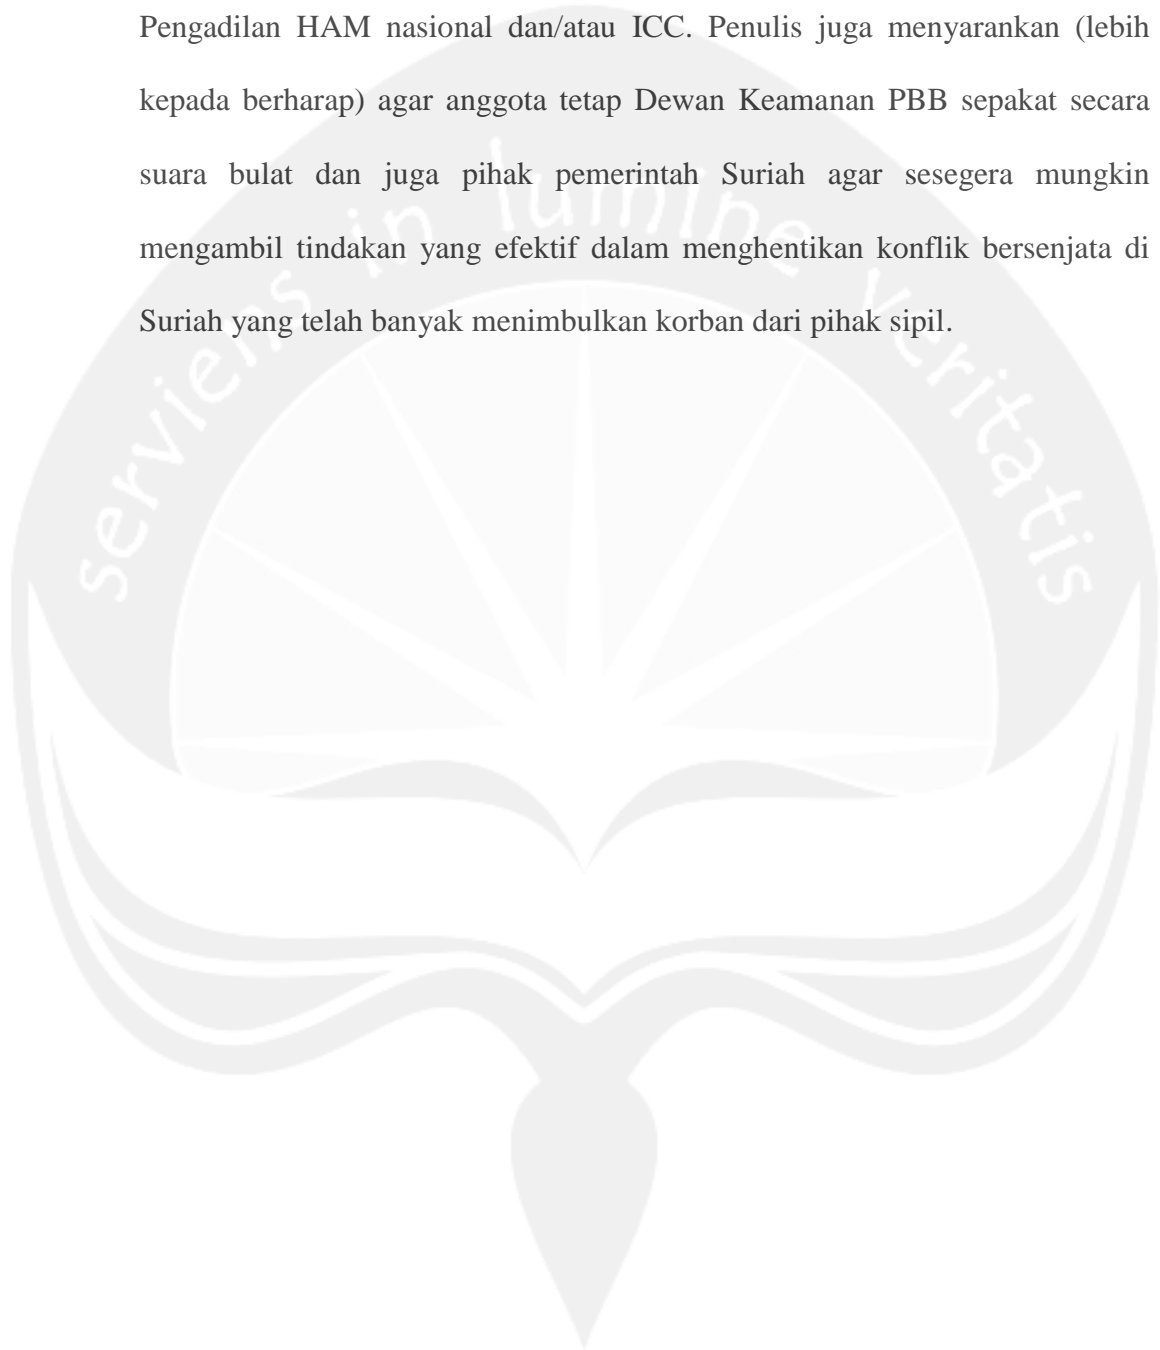 Pengadilan HAM nasional dan/atau ICC. Penulis juga menyarankan (lebih
kepada berharap) agar anggota tetap Dewan Keamanan PBB sepakat secara
suara bulat dan juga pihak pemerintah Suriah agar sesegera mungkin
mengambil tindakan yang efektif dalam menghentikan konflik bersenjata di
Suriah yang telah banyak menimbulkan korban dari pihak sipil.
serviens in lumine veritatis